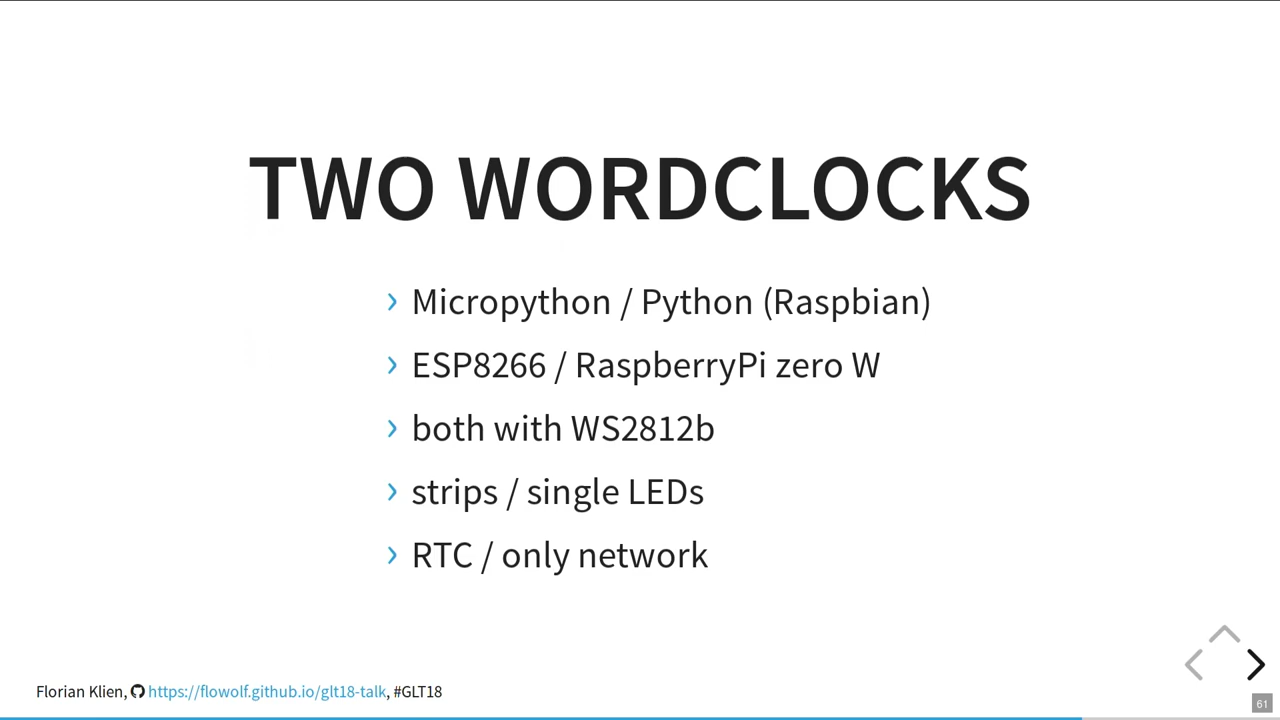 TWO WORDCLOCKS
Micropython / Python (Raspbian)
ESP8266 / RaspberryPi zero W
both with WS2812b
strips / single LEDs
RTC / only network
Florian Klien, https://flowolf.github.io/glt18-talk, #GLT18
61